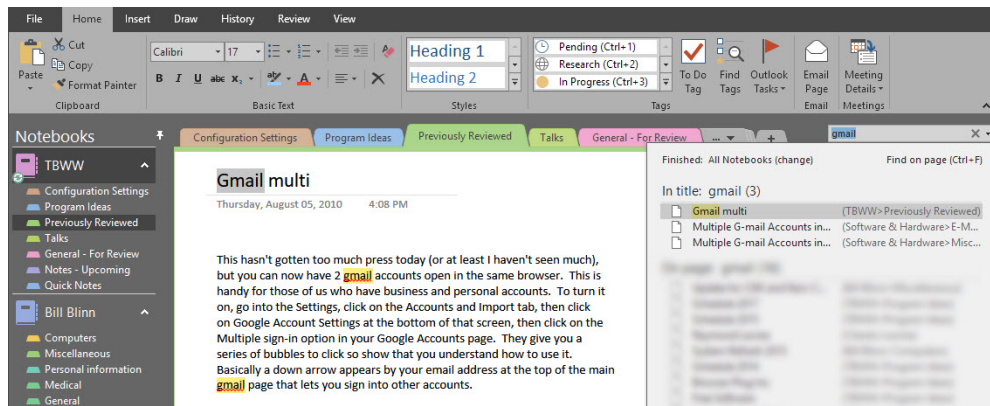 File Home Insert Draw History Review View
Cut
Copy
Format Painter
Paste
Clipboard
Calibri 17
B I U abc X₂ aby A
Basic Text
Heading 1
Heading 2
Styles
Pending (Ctrl+1)
Research (Ctrl+2)
In Progress (Ctrl+3)
To Do Tag
Find Tags
Outlook Tasks
Tags
Email Page
Email
Meeting Details
Meetings
Notebooks
Configuration Settings Program Ideas Previously Reviewed Talks General - For Review ... +
gmail
TBWW
Configuration Settings
Program Ideas
Previously Reviewed
Talks
General - For Review
Notes - Upcoming
Quick Notes
Bill Blinn
Computers
Miscellaneous
Personal information
Medical
General
Gmail multi
Thursday, August 05, 2010 4:08 PM
This hasn't gotten too much press today (or at least I haven't seen much),
but you can now have 2 gmail accounts open in the same browser. This is
handy for those of us who have business and personal accounts. To turn it
on, go into the Settings, click on the Accounts and Import tab, then click
on Google Account Settings at the bottom of that screen, then click on the
Multiple sign-in option in your Google Accounts page. They give you a
series of bubbles to click so show that you understand how to use it.
Basically a down arrow appears by your email address at the top of the main
gmail page that lets you sign into other accounts.
Finished: All Notebooks (change) Find on page (Ctrl+F)
In title: gmail (3)
Gmail multi (TBWW>Previously Reviewed)
Multiple G-mail Accounts in... (Software & Hardware>E-M...
Multiple G-mail Accounts in... (Software & Hardware>Misc...